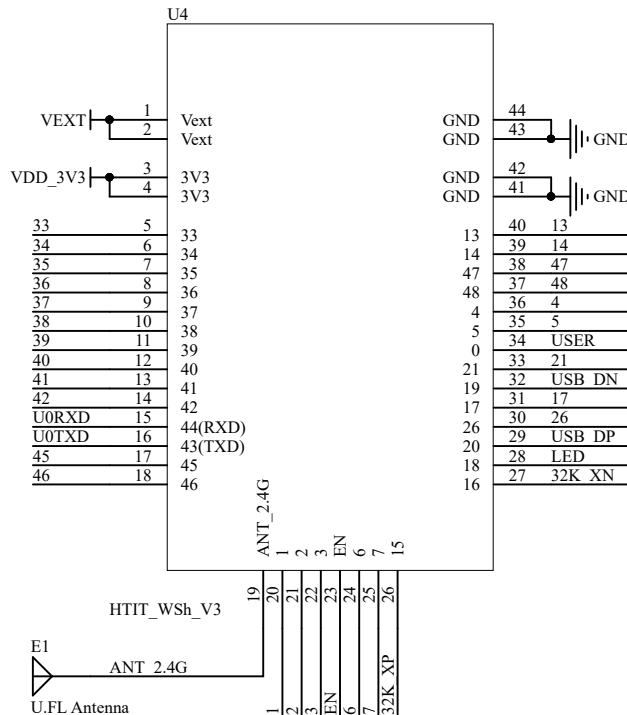 U4
VEXT 1 Vext GND 44
2 Vext GND 43 GND
VDD_3V3 3 3V3 GND 42
4 3V3 GND 41 GND
33 5 33 13 40 13
34 6 34 14 39 14
35 7 35 47 38 47
36 8 36 48 37 48
37 9 37 4 36 4
38 10 38 5 35 5
39 11 39 0 34 USER
40 12 40 21 33 21
41 13 41 19 32 USB_DN
42 14 42 17 31 17
U0RXD 15 44(RXD) 26 30 26
U0TXD 16 43(TXD) 20 29 USB_DP
45 17 45 18 28 LED
46 18 46 16 27 32K_XN
ANT_2.4G 1 2 3 EN 6 7 15
19 20 21 22 23 24 25 26
HTIT_WSh_V3
E1
ANT_2.4G
U.FL Antenna
1 2 3 EN 6 7 32K_XP